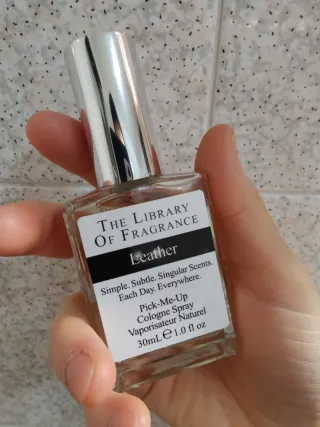 The Library
Of Fragrance
Leather
Simple. Subtle. Singular Scents.
Each Day, Everywhere.
Pick-Me-Up
Cologne Spray
Vaporisateur Naturel
30mL ℮ 1.0 fl oz